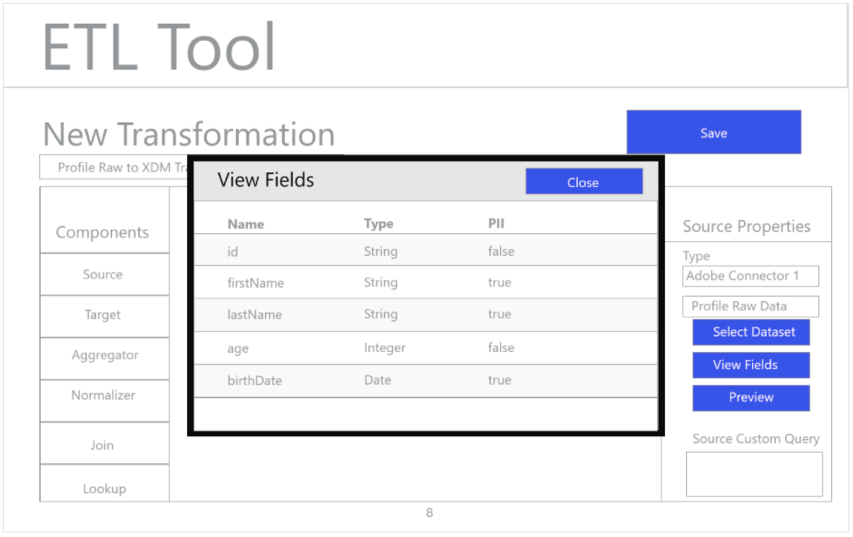 ETL Tool
New Transformation
Save
Profile Raw to XDM
View Fields
Close
Name Type PII
id String false
firstName String true
lastName String true
age Integer false
birthDate Date true
Components
Source
Target
Aggregator
Normalizer
Join
Lookup
Source Properties
Type
Adobe Connector 1
Profile Raw Data
Select Dataset
View Fields
Preview
Source Custom Query
8